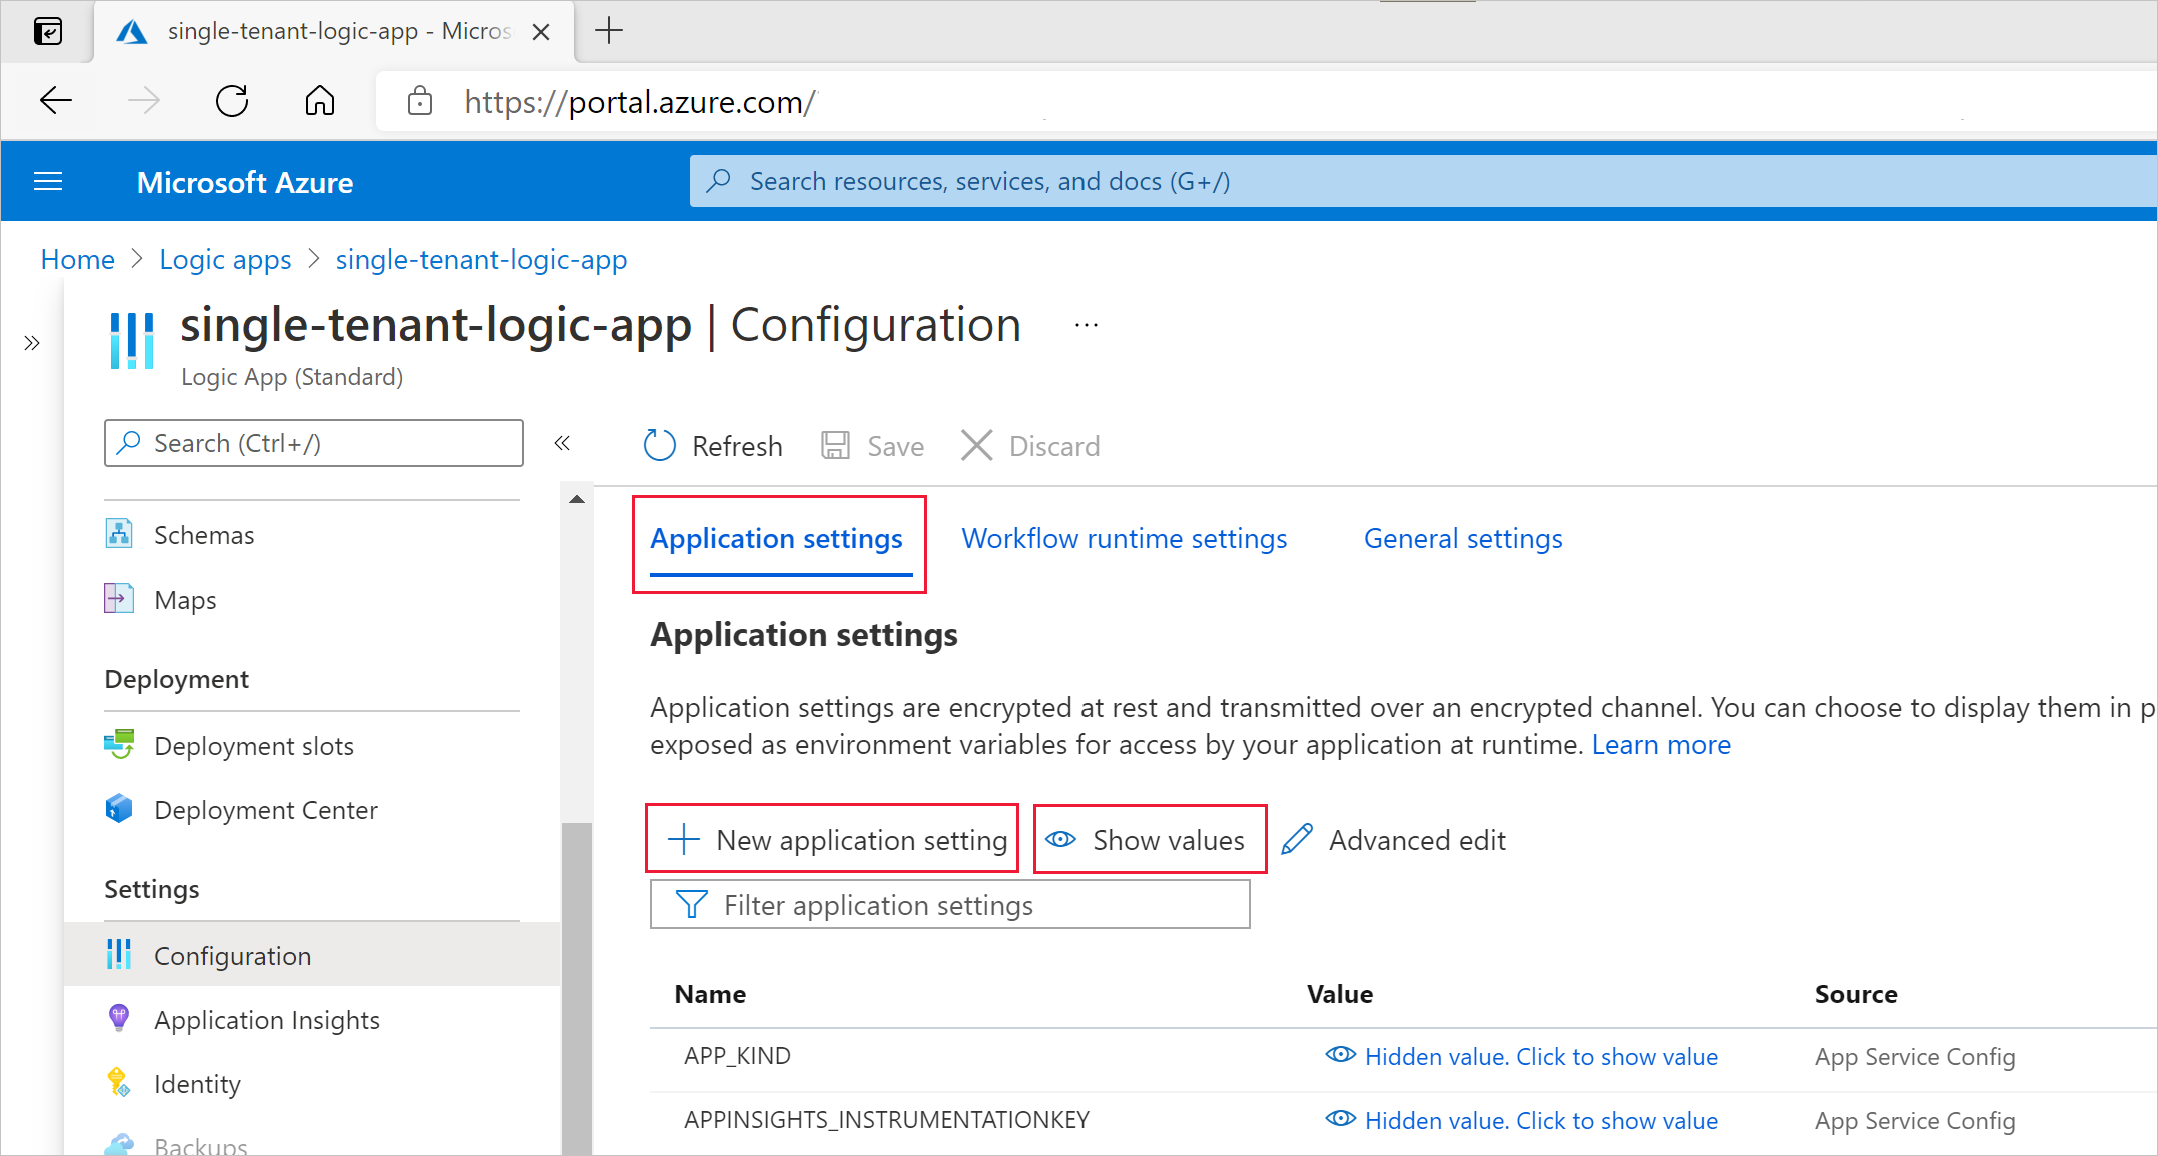 single-tenant-logic-app - Micros
https://portal.azure.com/
Microsoft Azure
Search resources, services, and docs (G+/)
Home > Logic apps > single-tenant-logic-app
single-tenant-logic-app | Configuration ...
Logic App (Standard)
Search (Ctrl+/)
Refresh Save Discard
Schemas
Maps
Deployment
Deployment slots
Deployment Center
Settings
Configuration
Application Insights
Identity
Backups
Application settings Workflow runtime settings General settings
Application settings
Application settings are encrypted at rest and transmitted over an encrypted channel. You can choose to display them in p
exposed as environment variables for access by your application at runtime. Learn more
New application setting Show values Advanced edit
Filter application settings
Name Value Source
APP_KIND Hidden value. Click to show value App Service Config
APPINSIGHTS_INSTRUMENTATIONKEY Hidden value. Click to show value App Service Config